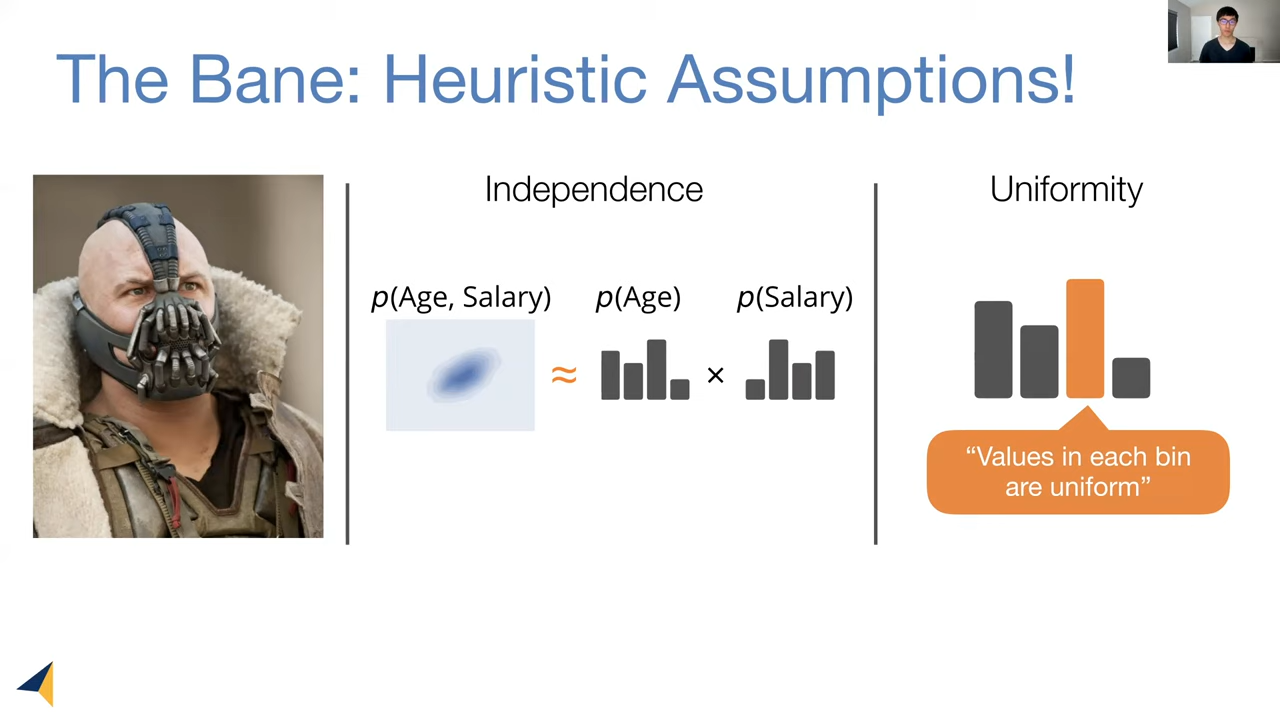 The Bane: Heuristic Assumptions!
Independence
p(Age, Salary)
p(Age)
p(Salary)
≈
×
Uniformity
“Values in each bin
are uniform”